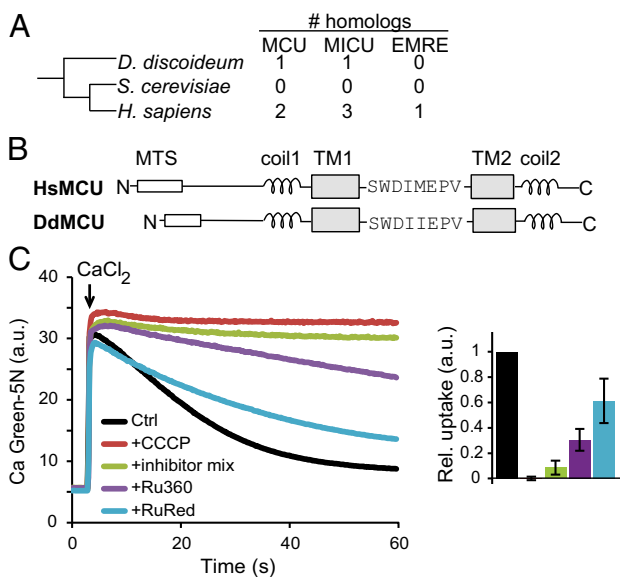 A
# homologs
MCU MICU EMRE
D. discoideum 1 1 0
S. cerevisiae 0 0 0
H. sapiens 2 3 1
B
MTS coil1 TM1 TM2 coil2
HsMCU N SWDIMEPV C
DdMCU N SWDIIEPV C
C
CaCl2
Ca Green-5N (a.u.)
40
30
20
10
0
Ctrl
+CCCP
+inhibitor mix
+Ru360
+RuRed
0 20 40 60
Time (s)
Rel. uptake (a.u.)
1
0.8
0.6
0.4
0.2
0